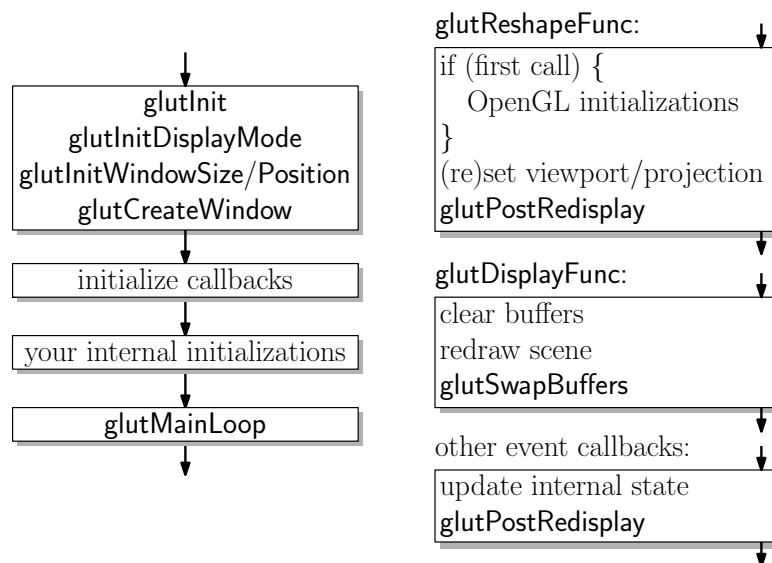 glutInit
glutInitDisplayMode
glutInitWindowSize/Position
glutCreateWindow
initialize callbacks
your internal initializations
glutMainLoop
glutReshapeFunc:
if (first call) {
OpenGL initializations
}
(re)set viewport/projection
glutPostRedisplay
glutDisplayFunc:
clear buffers
redraw scene
glutSwapBuffers
other event callbacks:
update internal state
glutPostRedisplay